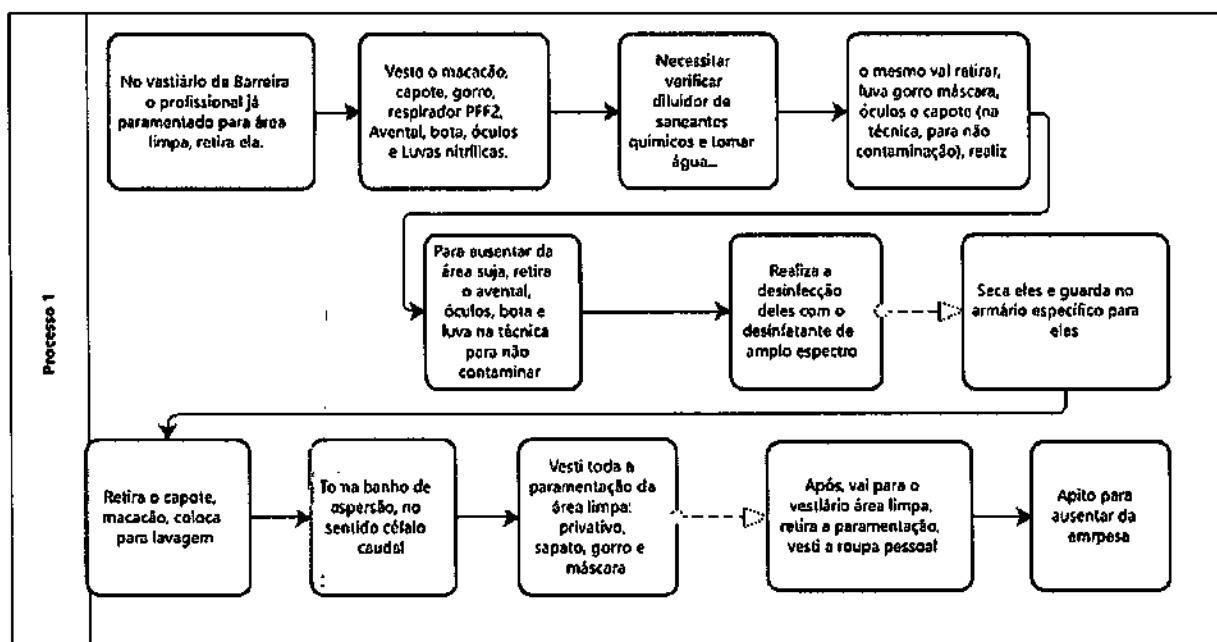 Processo 1
No vastiário de Barreira
o profissional já
paramentado para área
limpa, retira ela.
Veste o macacão,
capote, gorro,
respirador PFF2,
Avental, bota, óculos
e Luvas nitrílicas.
Necessitar
verificar
diluidor de
saneantes
químicos e tomar
água...
o mesmo vai retirar,
luva gorro máscara,
óculos e capote (na
técnica, para não
contaminação), realiz
Para ausentar da
área suja, retira
o avental,
óculos, bota e
luva na técnica
para não
contaminar
Realiza a
desinfecção
deles com o
desinfetante de
amplo espectro
Seca eles e guarda no
armário específico para
eles
Retira o capote,
macacão, coloca
para lavagem
Toma banho de
aspersão, no
sentido céfalo
caudal
:
Vesti toda a
paramentação da
área limpa:
privativo,
sapato, gorro e
máscara
Após, vai para o
vestiário área limpa,
retira a paramentação,
vesti a roupa pessoal
Apito para
ausentar da
emrpesa